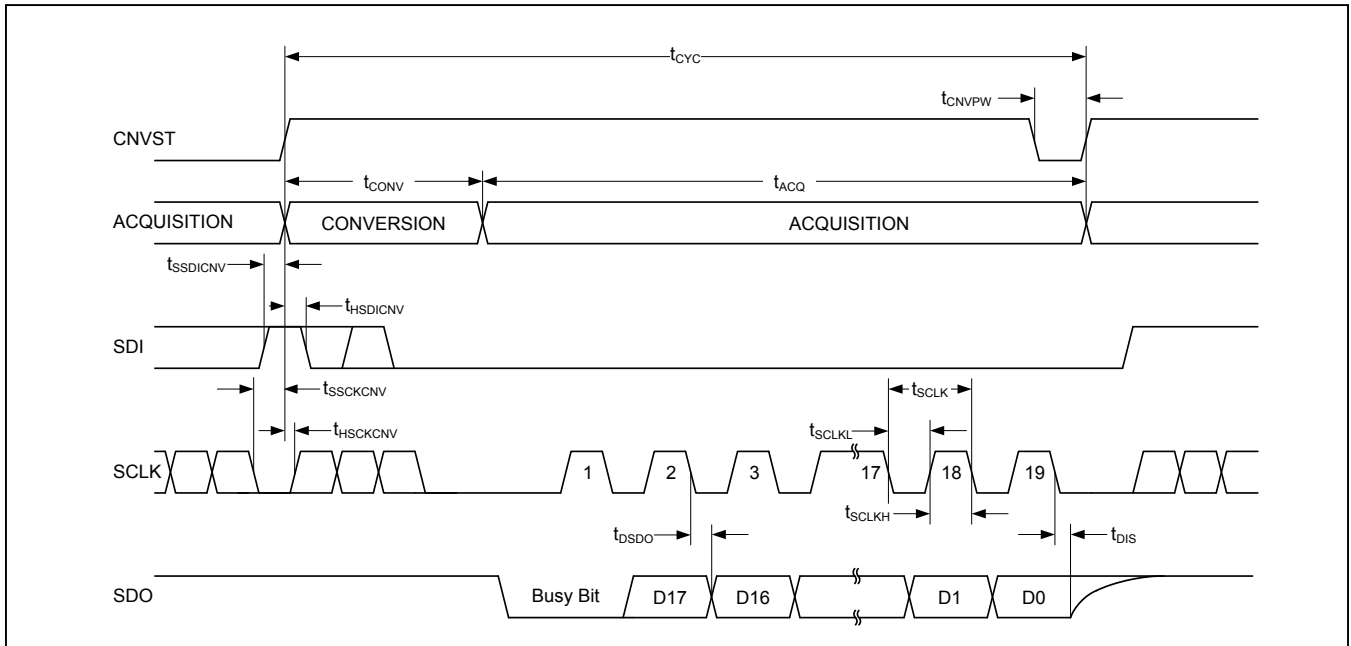 tCYC
tCNVPW
CNVST
tCONV
tACQ
ACQUISITION
CONVERSION
ACQUISITION
tSSDICNV
tHSDICNV
SDI
tSSCKCNV
tSCLK
tHSCKCNV
tSCLKL
SCLK
1
2
3
17
18
19
tSCLKH
tDSDO
tDIS
SDO
Busy Bit
D17
D16
D1
D0